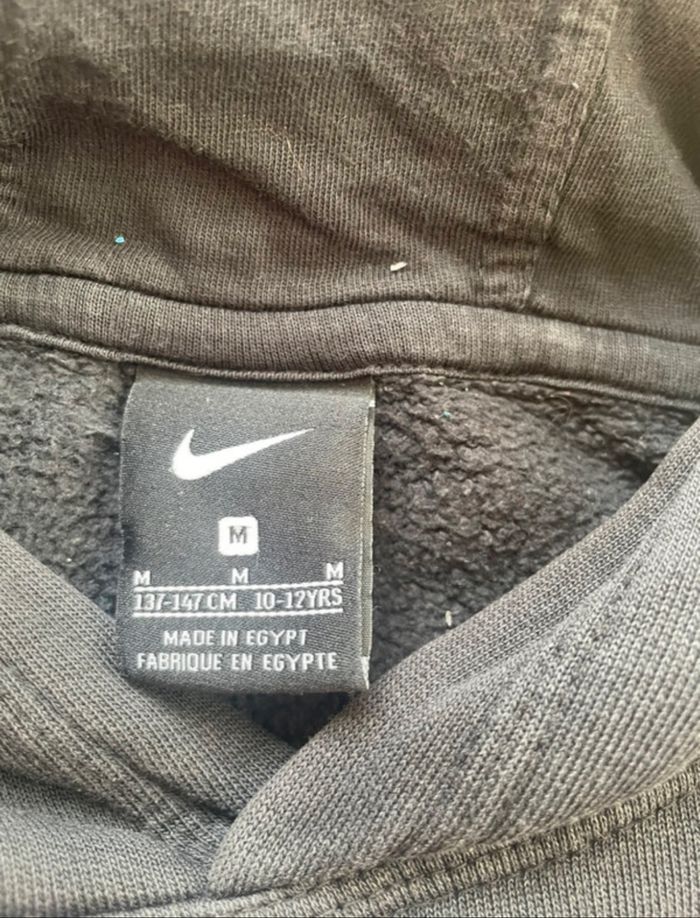 M
M M M
137-147 CM 10-12YRS
MADE IN EGYPT
FABRIQUE EN EGYPTE